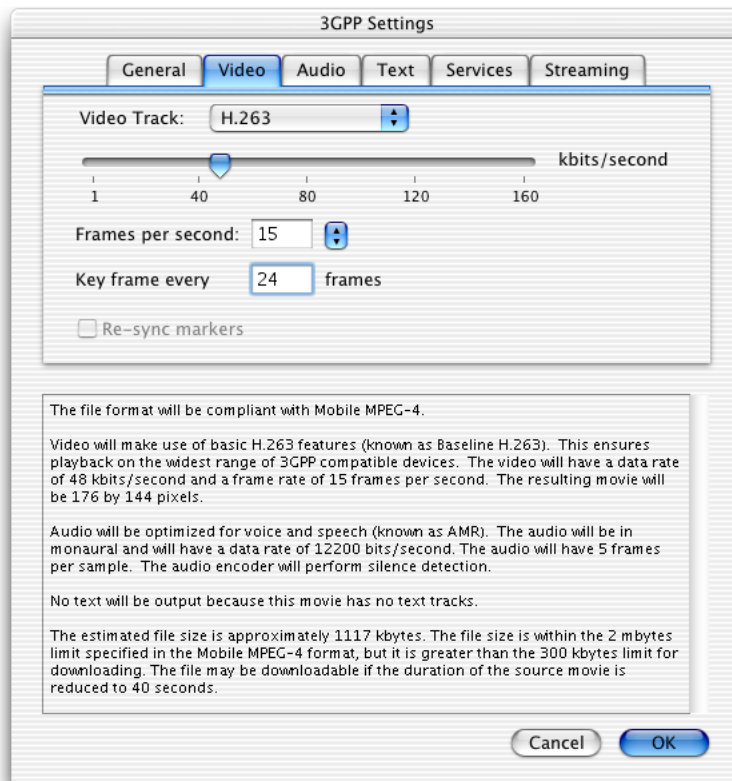 3GPP Settings
General Video Audio Text Services Streaming
Video Track: H.263
kbits/second
1 40 80 120 160
Frames per second: 15
Key frame every 24 frames
Re-sync markers
The file format will be compliant with Mobile MPEG-4.
Video will make use of basic H.263 features (known as Baseline H.263). This ensures
playback on the widest range of 3GPP compatible devices. The video will have a data rate
of 48 kbits/second and a frame rate of 15 frames per second. The resulting movie will
be 176 by 144 pixels.
Audio will be optimized for voice and speech (known as AMR). The audio will be in
monaural and will have a data rate of 12200 bits/second. The audio will have 5 frames
per sample. The audio encoder will perform silence detection.
No text will be output because this movie has no text tracks.
The estimated file size is approximately 1117 kbytes. The file size is within the 2 mbytes
limit specified in the Mobile MPEG-4 format, but it is greater than the 300 kbytes limit for
downloading. The file may be downloadable if the duration of the source movie is
reduced to 40 seconds.
Cancel OK